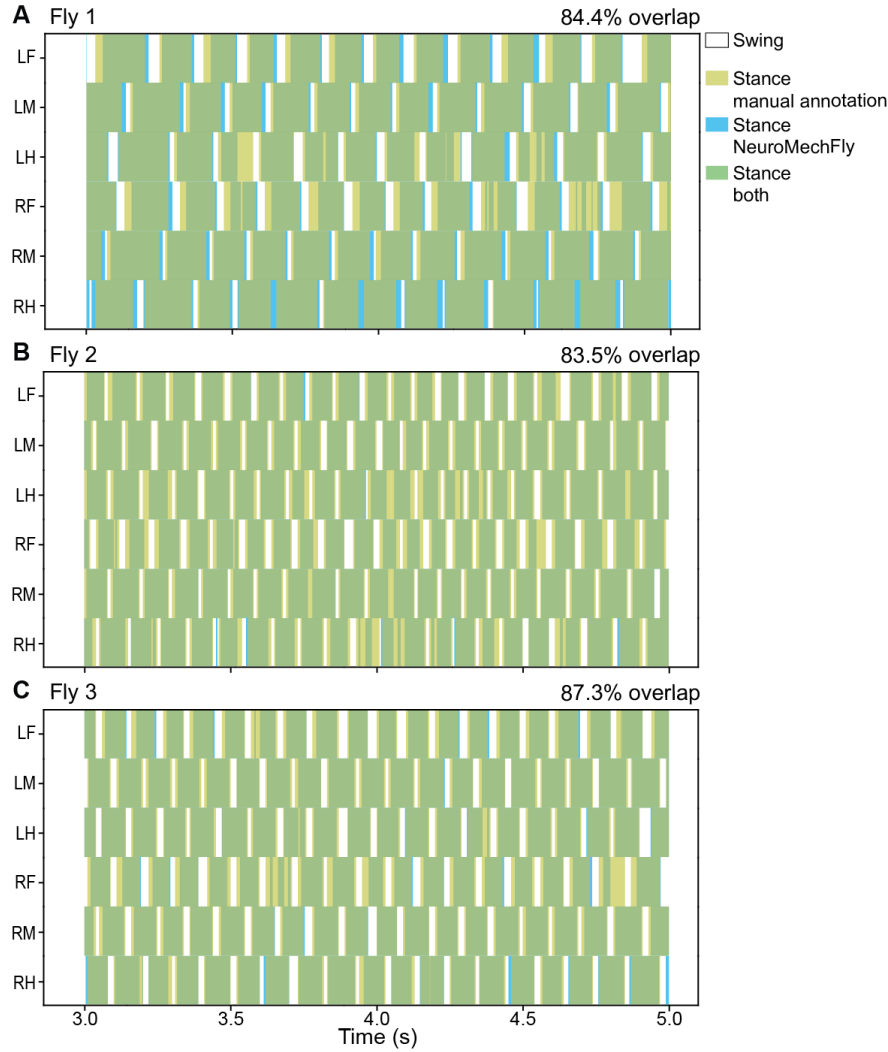 A Fly 1 84.4% overlap
Swing
Stance
manual annotation
Stance
NeuroMechFly
Stance
both
LF
LM
LH
RF
RM
RH
B Fly 2 83.5% overlap
LF
LM
LH
RF
RM
RH
C Fly 3 87.3% overlap
LF
LM
LH
RF
RM
RH
3.0 3.5 4.0 4.5 5.0
Time (s)